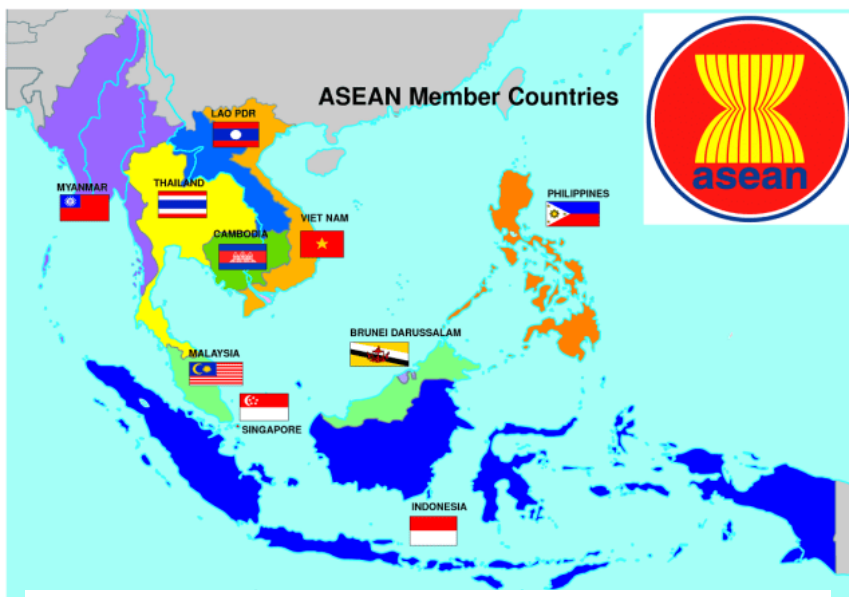 ASEAN Member Countries
asean
LAO PDR
MYANMAR
THAILAND
PHILIPPINES
VIET NAM
CAMBODIA
BRUNEI DARUSSALAM
MALAYSIA
SINGAPORE
INDONESIA